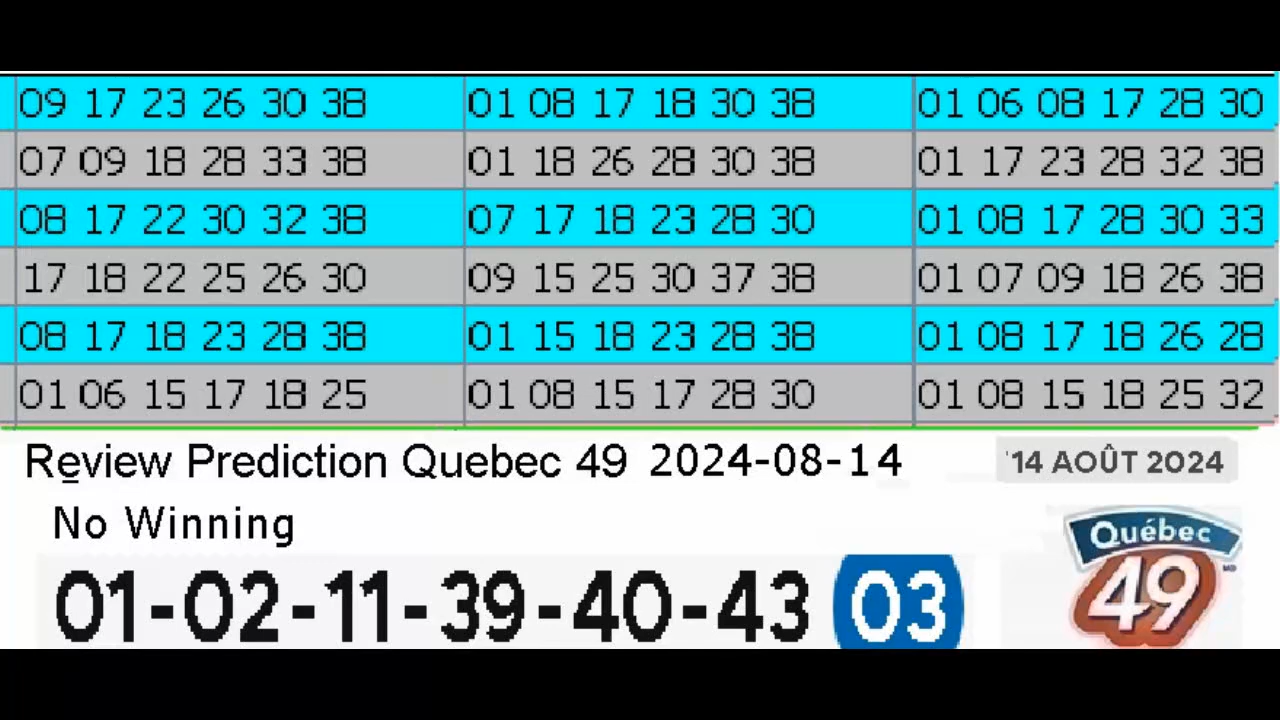 09 17 23 26 30 38 01 08 17 18 30 38 01 06 08 17 28 30
07 09 18 28 33 38 01 18 26 28 30 38 01 17 23 28 32 38
08 17 22 30 32 38 07 17 18 23 28 30 01 08 17 28 30 33
17 18 22 25 26 30 09 15 25 30 37 38 01 07 09 18 26 38
08 17 18 23 28 38 01 15 18 23 28 38 01 08 17 18 26 28
01 06 15 17 18 25 01 08 15 17 28 30 01 08 15 18 25 32
Review Prediction Quebec 49 2024-08-14
14 AOÛT 2024
No Winning
Québec
49
MD
01-02-11-39-40-43 03